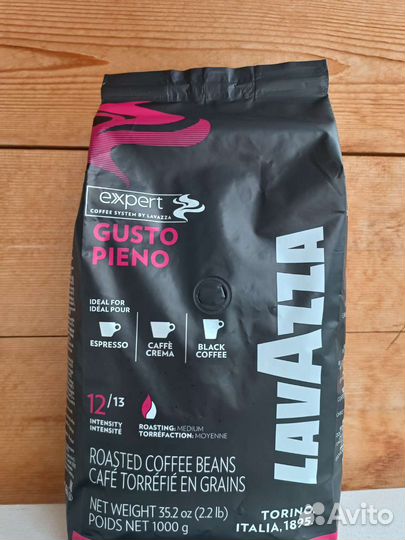 expert
COFFEE SYSTEM BY LAVAZZA
GUSTO
PIENO
IDEAL FOR
IDÉAL POUR
ESPRESSO
CAFFÈ
CREMA
BLACK
COFFEE
12/13
INTENSITY
INTENSITÉ
ROASTING: MEDIUM
TORRÉFACTION: MOYENNE
ROASTED COFFEE BEANS
CAFÉ TORRÉFIÉ EN GRAINS
NET WEIGHT 35.2 oz (2.2 lb)
POIDS NET 1000 g
LAVAZZA
TORINO
ITALIA, 1895
Avito